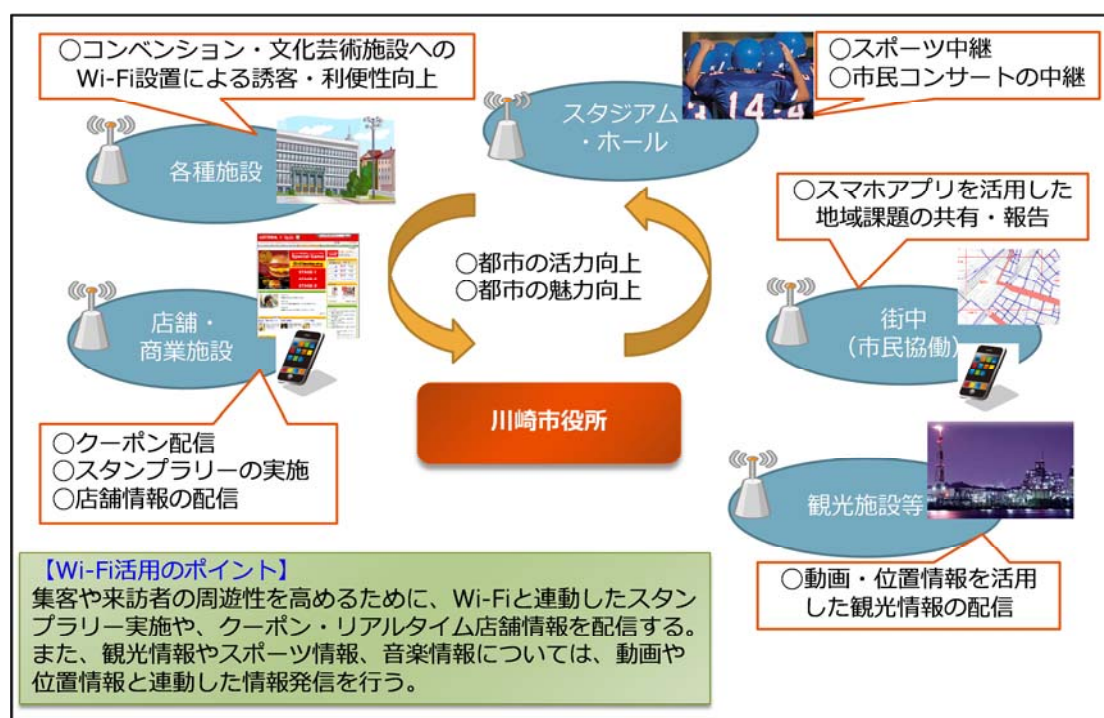 ○コンベンション・文化芸術施設への
Wi-Fi設置による誘客・利便性向上
各種施設
スタジアム
・ホール
14
○スポーツ中継
○市民コンサートの中継
○スマホアプリを活用した
地域課題の共有・報告
街中
（市民協働）
○都市の活力向上
○都市の魅力向上
店舗・
商業施設
川崎市役所
○クーポン配信
○スタンプラリーの実施
○店舗情報の配信
観光施設等
○動画・位置情報を活用
した観光情報の配信
【Wi-Fi活用のポイント】
集客や来訪者の周遊性を高めるために、Wi-Fiと連動したスタン
プラリー実施や、クーポン・リアルタイム店舗情報を配信する。
また、観光情報やスポーツ情報、音楽情報については、動画や
位置情報と連動した情報発信を行う。